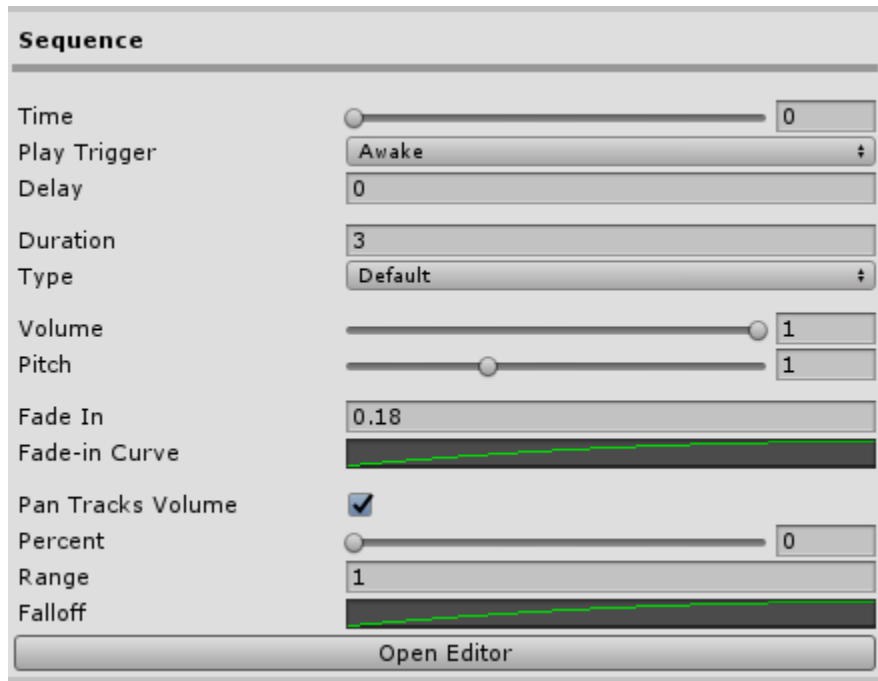 Sequence
Time 0
Play Trigger Awake
Delay 0
Duration 3
Type Default
Volume 1
Pitch 1
Fade In 0.18
Fade-in Curve
Pan Tracks Volume
Percent 0
Range 1
Falloff
Open Editor